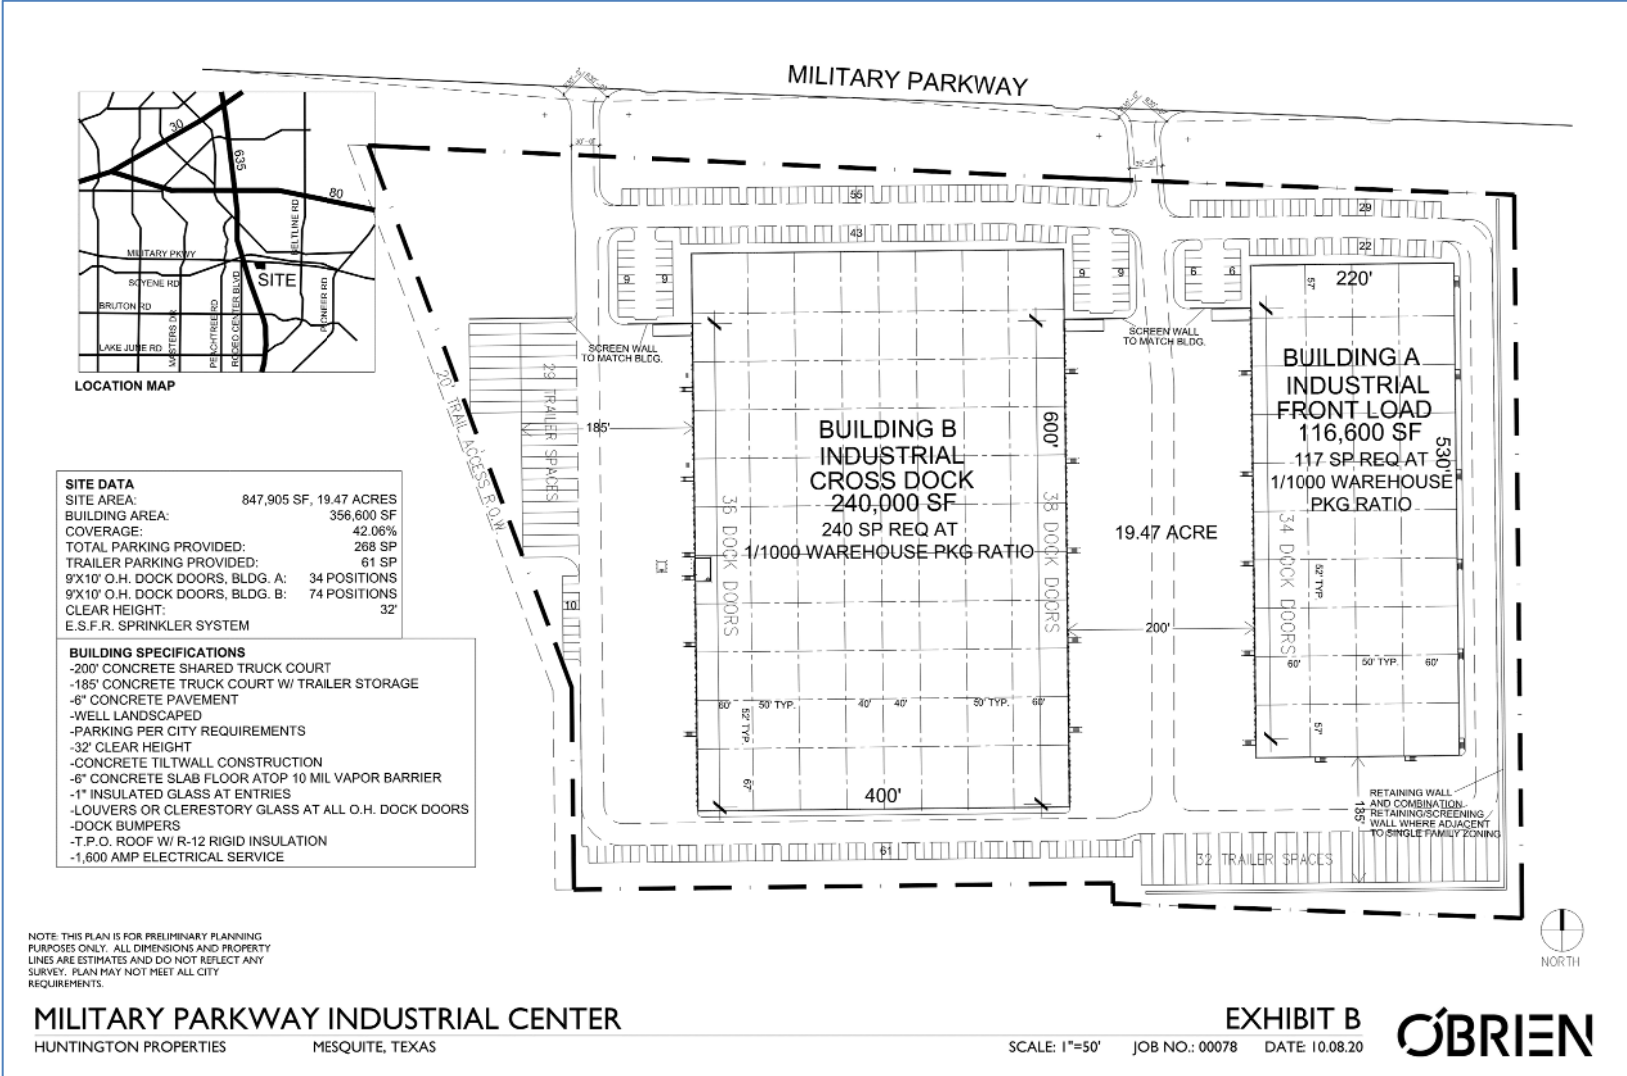 MILITARY PARKWAY
30'-0"
30
635
80
BELTLINE RD
MILITARY PKWY
SCYENE RD
SITE
BRUTON RD
MASTERS DR
PEACHTREE RD
RODEO CENTER BLVD
PIONEER RD
LAKE JUNE RD
LOCATION MAP
55
43
29
22
9
9
9
9
6
6
SCREEN WALL
TO MATCH BLDG.
SCREEN WALL
TO MATCH BLDG.
20' TRAIL ACCESS R.O.W.
29 TRAILER SPACES
185'
10
BUILDING B
INDUSTRIAL
CROSS DOCK
240,000 SF
240 SP REQ AT
1/1000 WAREHOUSE PKG RATIO
36 DOCK DOORS
38 DOCK DOORS
600'
400'
60'
50' TYP.
40'
40'
50' TYP.
60'
52' TYP.
67'
19.47 ACRE
200'
220'
57'
BUILDING A
INDUSTRIAL
FRONT LOAD
116,600 SF
117 SP REQ AT
1/1000 WAREHOUSE
PKG RATIO
530'
34 DOCK DOORS
52' TYP.
60'
50' TYP.
60'
57'
135'
RETAINING WALL
AND COMBINATION
RETAINING/SCREENING
WALL WHERE ADJACENT
TO SINGLE FAMILY ZONING
61
32 TRAILER SPACES
SITE DATA
SITE AREA: 847,905 SF, 19.47 ACRES
BUILDING AREA: 356,600 SF
COVERAGE: 42.06%
TOTAL PARKING PROVIDED: 268 SP
TRAILER PARKING PROVIDED: 61 SP
9'X10' O.H. DOCK DOORS, BLDG. A: 34 POSITIONS
9'X10' O.H. DOCK DOORS, BLDG. B: 74 POSITIONS
CLEAR HEIGHT: 32'
E.S.F.R. SPRINKLER SYSTEM
BUILDING SPECIFICATIONS
-200' CONCRETE SHARED TRUCK COURT
-185' CONCRETE TRUCK COURT W/ TRAILER STORAGE
-6" CONCRETE PAVEMENT
-WELL LANDSCAPED
-PARKING PER CITY REQUIREMENTS
-32' CLEAR HEIGHT
-CONCRETE TILTWALL CONSTRUCTION
-6" CONCRETE SLAB FLOOR ATOP 10 MIL VAPOR BARRIER
-1" INSULATED GLASS AT ENTRIES
-LOUVERS OR CLERESTORY GLASS AT ALL O.H. DOCK DOORS
-DOCK BUMPERS
-T.P.O. ROOF W/ R-12 RIGID INSULATION
-1,600 AMP ELECTRICAL SERVICE
NOTE: THIS PLAN IS FOR PRELIMINARY PLANNING
PURPOSES ONLY. ALL DIMENSIONS AND PROPERTY
LINES ARE ESTIMATES AND DO NOT REFLECT ANY
SURVEY. PLAN MAY NOT MEET ALL CITY
REQUIREMENTS.
NORTH
MILITARY PARKWAY INDUSTRIAL CENTER
EXHIBIT B
HUNTINGTON PROPERTIES MESQUITE, TEXAS
SCALE: 1"=50' JOB NO.: 00078 DATE: 10.08.20
O'BRIEN